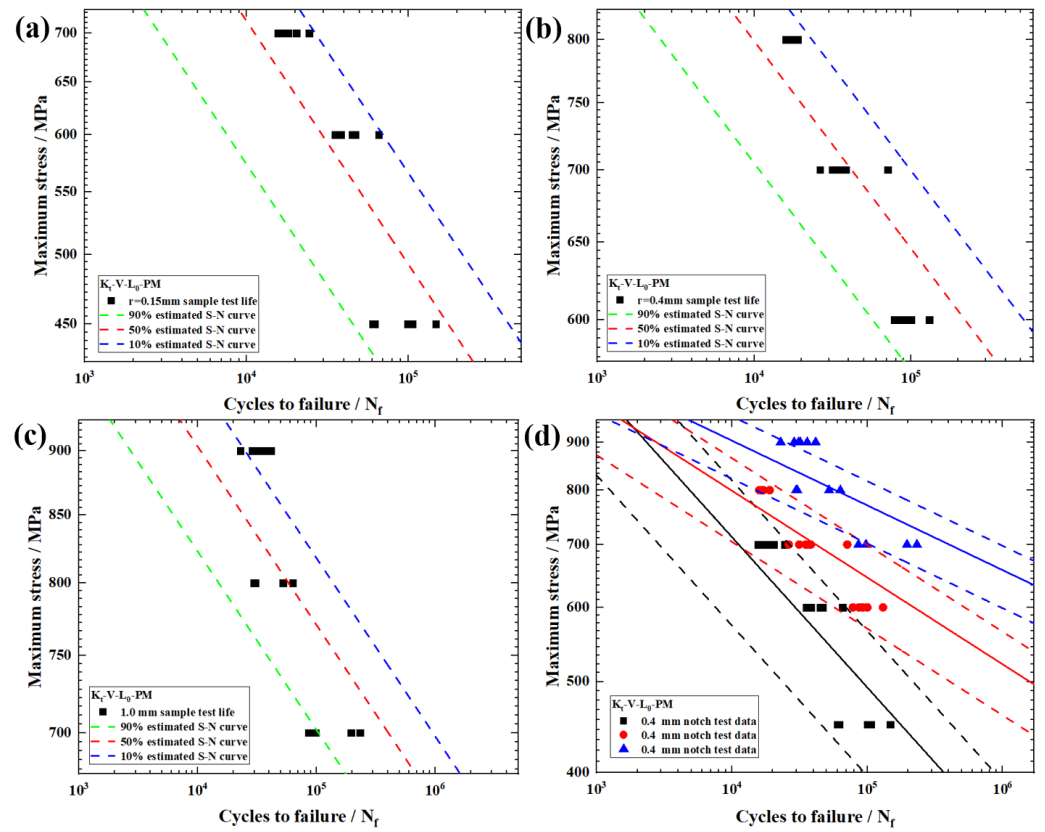 (a)
700
600
550
500
450
Maximum stress / MPa
K_t-V-L_0-PM
r=0.15mm sample test life
90% estimated S-N curve
50% estimated S-N curve
10% estimated S-N curve
10^3
10^4
10^5
Cycles to failure / N_f
(b)
800
750
700
650
600
Maximum stress / MPa
K_t-V-L_0-PM
r=0.4mm sample test life
90% estimated S-N curve
50% estimated S-N curve
10% estimated S-N curve
10^3
10^4
10^5
Cycles to failure / N_f
(c)
900
850
800
750
700
Maximum stress / MPa
K_t-V-L_0-PM
1.0 mm sample test life
90% estimated S-N curve
50% estimated S-N curve
10% estimated S-N curve
10^3
10^4
10^5
10^6
Cycles to failure / N_f
(d)
900
800
700
600
500
400
Maximum stress / MPa
K_t-V-L_0-PM
0.4 mm notch test data
0.4 mm notch test data
0.4 mm notch test data
10^3
10^4
10^5
10^6
Cycles to failure / N_f